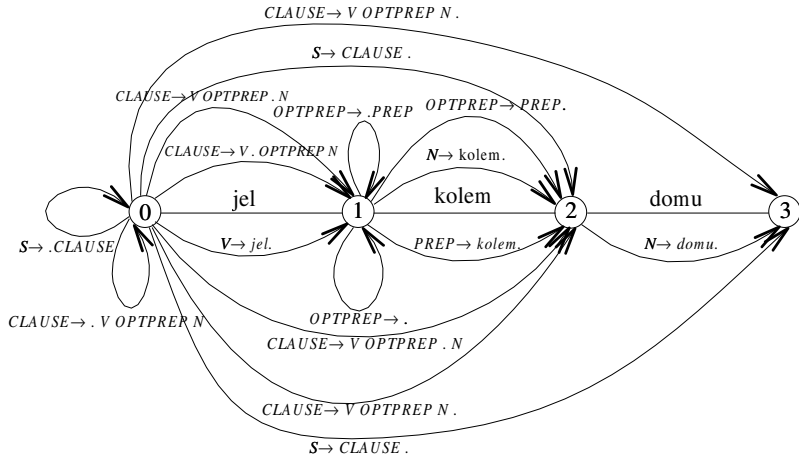 CLAUSE→ V OPTPREP N .
S→ CLAUSE .
CLAUSE→ V OPTPREP . N
OPTPREP→ .PREP
OPTPREP→ PREP .
CLAUSE→ V . OPTPREP N
N→ kolem.
jel
kolem
domu
0
1
2
3
S→ .CLAUSE
V→ jel.
PREP→ kolem.
N→ domu.
CLAUSE→ . V OPTPREP N
OPTPREP→ .
CLAUSE→ V OPTPREP . N
CLAUSE→ V OPTPREP N .
S→ CLAUSE .